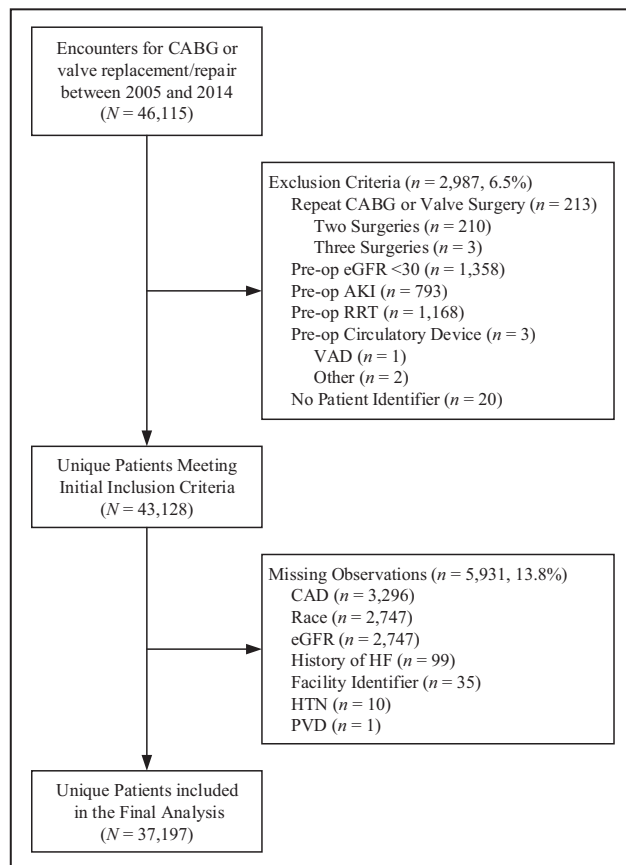 Encounters for CABG or
valve replacement/repair
between 2005 and 2014
(N = 46,115)
Exclusion Criteria (n = 2,987, 6.5%)
Repeat CABG or Valve Surgery (n = 213)
Two Surgeries (n = 210)
Three Surgeries (n = 3)
Pre-op eGFR <30 (n = 1,358)
Pre-op AKI (n = 793)
Pre-op RRT (n = 1,168)
Pre-op Circulatory Device (n = 3)
VAD (n = 1)
Other (n = 2)
No Patient Identifier (n = 20)
Unique Patients Meeting
Initial Inclusion Criteria
(N = 43,128)
Missing Observations (n = 5,931, 13.8%)
CAD (n = 3,296)
Race (n = 2,747)
eGFR (n = 2,747)
History of HF (n = 99)
Facility Identifier (n = 35)
HTN (n = 10)
PVD (n = 1)
Unique Patients included
in the Final Analysis
(N = 37,197)